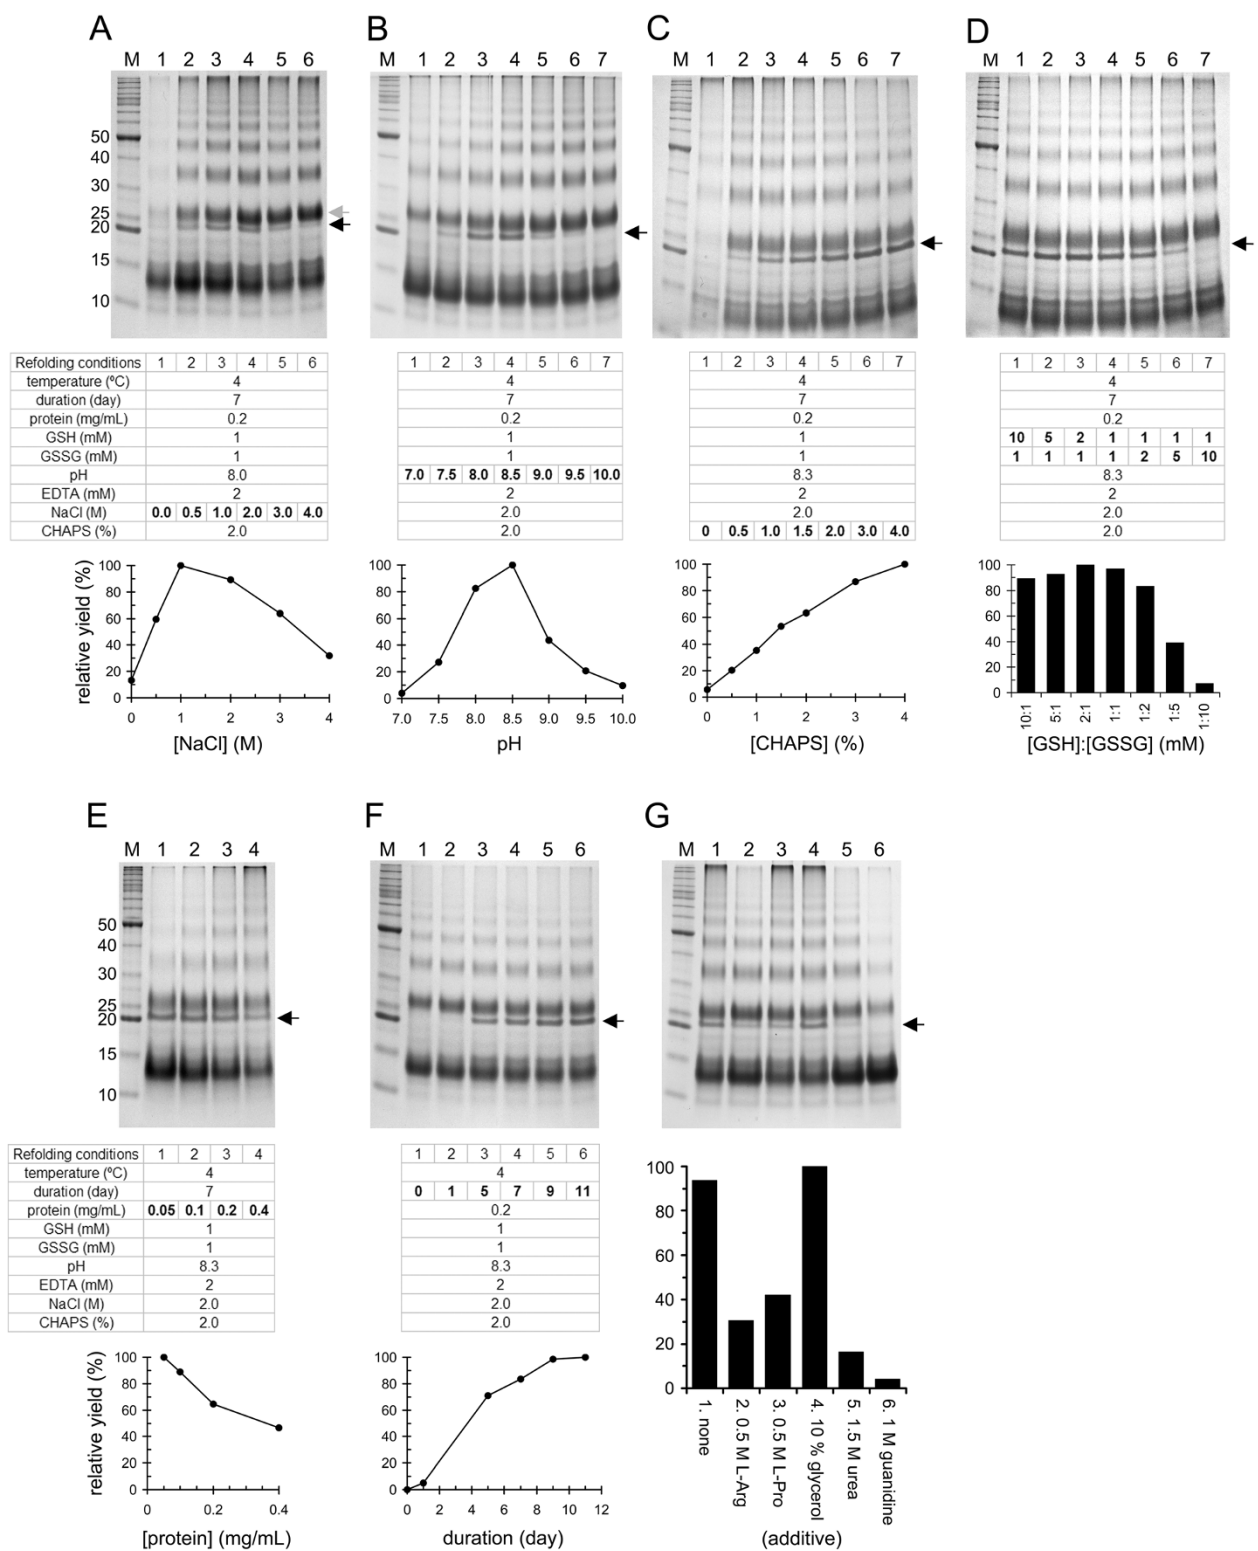 A
M 1 2 3 4 5 6
50
40
30
25
20
15
10
Refolding conditions 1 2 3 4 5 6
temperature (ºC) 4
duration (day) 7
protein (mg/mL) 0.2
GSH (mM) 1
GSSG (mM) 1
pH 8.0
EDTA (mM) 2
NaCl (M) 0.0 0.5 1.0 2.0 3.0 4.0
CHAPS (%) 2.0
relative yield (%)
100
80
60
40
20
0
0 1 2 3 4
[NaCl] (M)
B
M 1 2 3 4 5 6 7
1 2 3 4 5 6 7
4
7
0.2
1
1
7.0 7.5 8.0 8.5 9.0 9.5 10.0
2
2.0
2.0
100
80
60
40
20
0
7.0 7.5 8.0 8.5 9.0 9.5 10.0
pH
C
M 1 2 3 4 5 6 7
1 2 3 4 5 6 7
4
7
0.2
1
1
8.3
2
2.0
0 0.5 1.0 1.5 2.0 3.0 4.0
100
80
60
40
20
0
0 1 2 3 4
[CHAPS] (%)
D
M 1 2 3 4 5 6 7
1 2 3 4 5 6 7
4
7
0.2
10 5 2 1 1 1 1
1 1 1 1 2 5 10
8.3
2
2.0
2.0
100
80
60
40
20
0
10:1 5:1 2:1 1:1 1:2 1:5 1:10
[GSH]:[GSSG] (mM)
E
M 1 2 3 4
50
40
30
25
20
15
10
Refolding conditions 1 2 3 4
temperature (ºC) 4
duration (day) 7
protein (mg/mL) 0.05 0.1 0.2 0.4
GSH (mM) 1
GSSG (mM) 1
pH 8.3
EDTA (mM) 2
NaCl (M) 2.0
CHAPS (%) 2.0
relative yield (%)
100
80
60
40
20
0
0 0.2 0.4
[protein] (mg/mL)
F
M 1 2 3 4 5 6
1 2 3 4 5 6
4
0 1 5 7 9 11
0.2
1
1
8.3
2
2.0
2.0
100
80
60
40
20
0
0 2 4 6 8 10 12
duration (day)
G
M 1 2 3 4 5 6
100
80
60
40
20
0
1. none
2. 0.5 M L-Arg
3. 0.5 M L-Pro
4. 10 % glycerol
5. 1.5 M urea
6. 1 M guanidine
(additive)